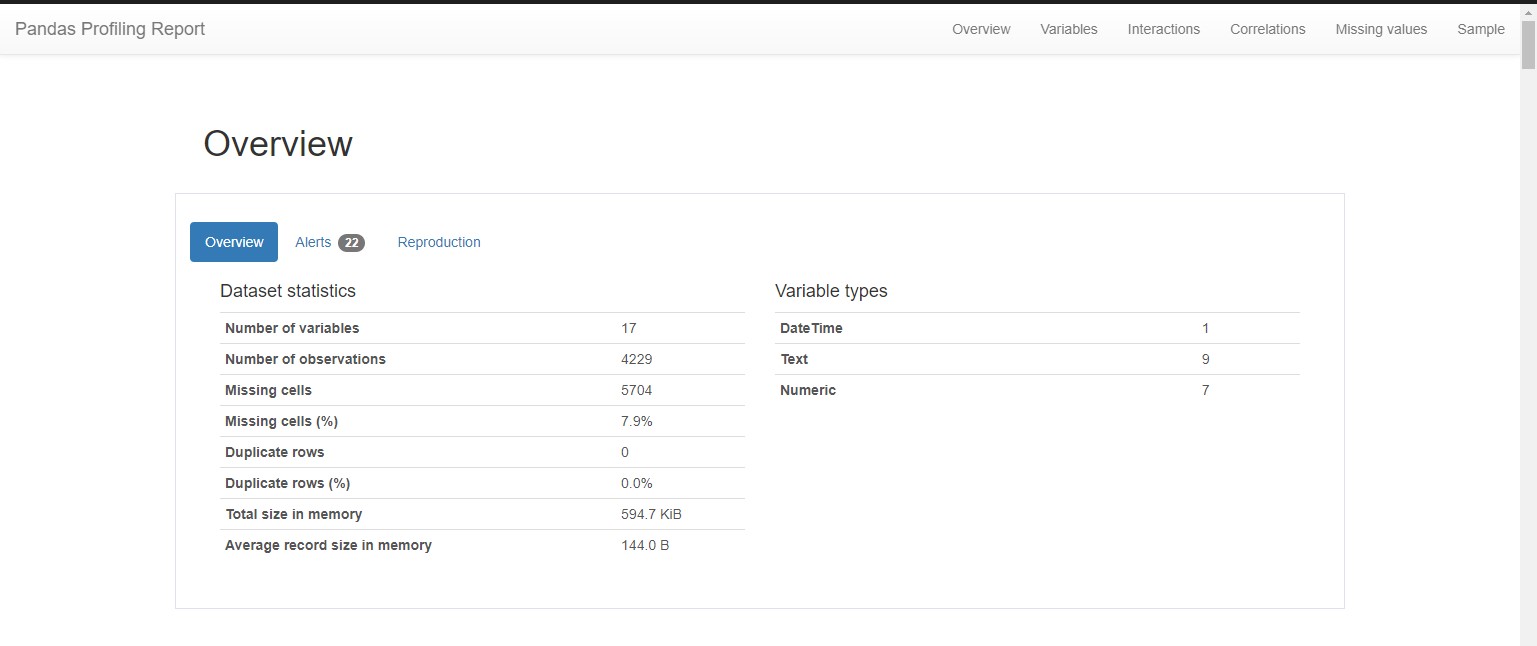 Pandas Profiling Report Overview Variables Interactions Correlations Missing values Sample
Overview
Overview Alerts 22 Reproduction
Dataset statistics
Number of variables 17
Number of observations 4229
Missing cells 5704
Missing cells (%) 7.9%
Duplicate rows 0
Duplicate rows (%) 0.0%
Total size in memory 594.7 KiB
Average record size in memory 144.0 B
Variable types
DateTime 1
Text 9
Numeric 7